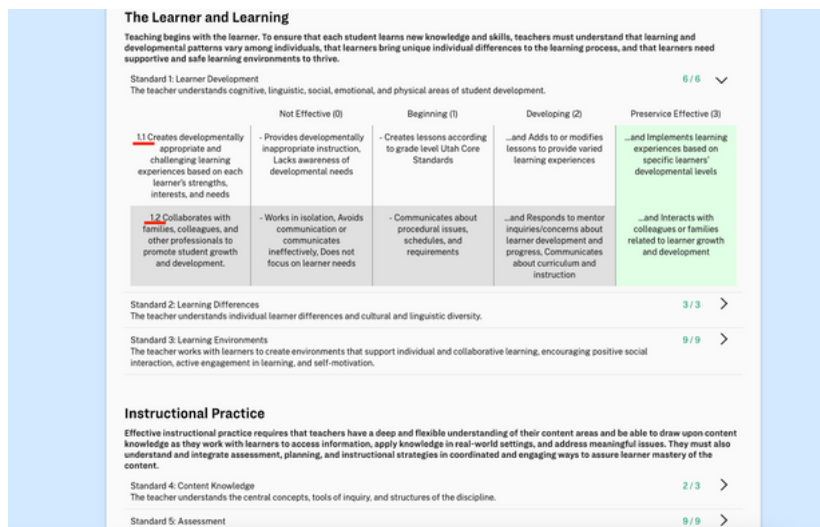 The Learner and Learning
Teaching begins with the learner. To ensure that each student learns new knowledge and skills, teachers must understand that learning and
developmental patterns vary among individuals, that learners bring unique individual differences to the learning process, and that learners need
supportive and safe learning environments to thrive.
Standard 1: Learner Development
6 / 6
The teacher understands cognitive, linguistic, social, emotional, and physical areas of student development.
Not Effective (0)
Beginning (1)
Developing (2)
Preservice Effective (3)
1.1 Creates developmentally
appropriate and
challenging learning
experiences based on each
learner's strengths,
interests, and needs
- Provides developmentally
inappropriate instruction,
Lacks awareness of
developmental needs
- Creates lessons according
to grade level Utah Core
Standards
...and Adds to or modifies
lessons to provide varied
learning experiences
...and Implements learning
experiences based on
specific learners'
developmental levels
1.2 Collaborates with
families, colleagues, and
other professionals to
promote student growth
and development.
- Works in isolation, Avoids
communication or
communicates
ineffectively, Does not
focus on learner needs
- Communicates about
procedural issues,
schedules, and
requirements
...and Responds to mentor
inquiries/concerns about
learner development and
progress, Communicates
about curriculum and
instruction
...and Interacts with
colleagues or families
related to learner growth
and development
Standard 2: Learning Differences
3 / 3
The teacher understands individual learner differences and cultural and linguistic diversity.
Standard 3: Learning Environments
9 / 9
The teacher works with learners to create environments that support individual and collaborative learning, encouraging positive social
interaction, active engagement in learning, and self-motivation.
Instructional Practice
Effective instructional practice requires that teachers have a deep and flexible understanding of their content areas and be able to draw upon content
knowledge as they work with learners to access information, apply knowledge in real-world settings, and address meaningful issues. They must also
understand and integrate assessment, planning, and instructional strategies in coordinated and engaging ways to assure learner mastery of the
content.
Standard 4: Content Knowledge
2 / 3
The teacher understands the central concepts, tools of inquiry, and structures of the discipline.
Standard 5: Assessment
9 / 9